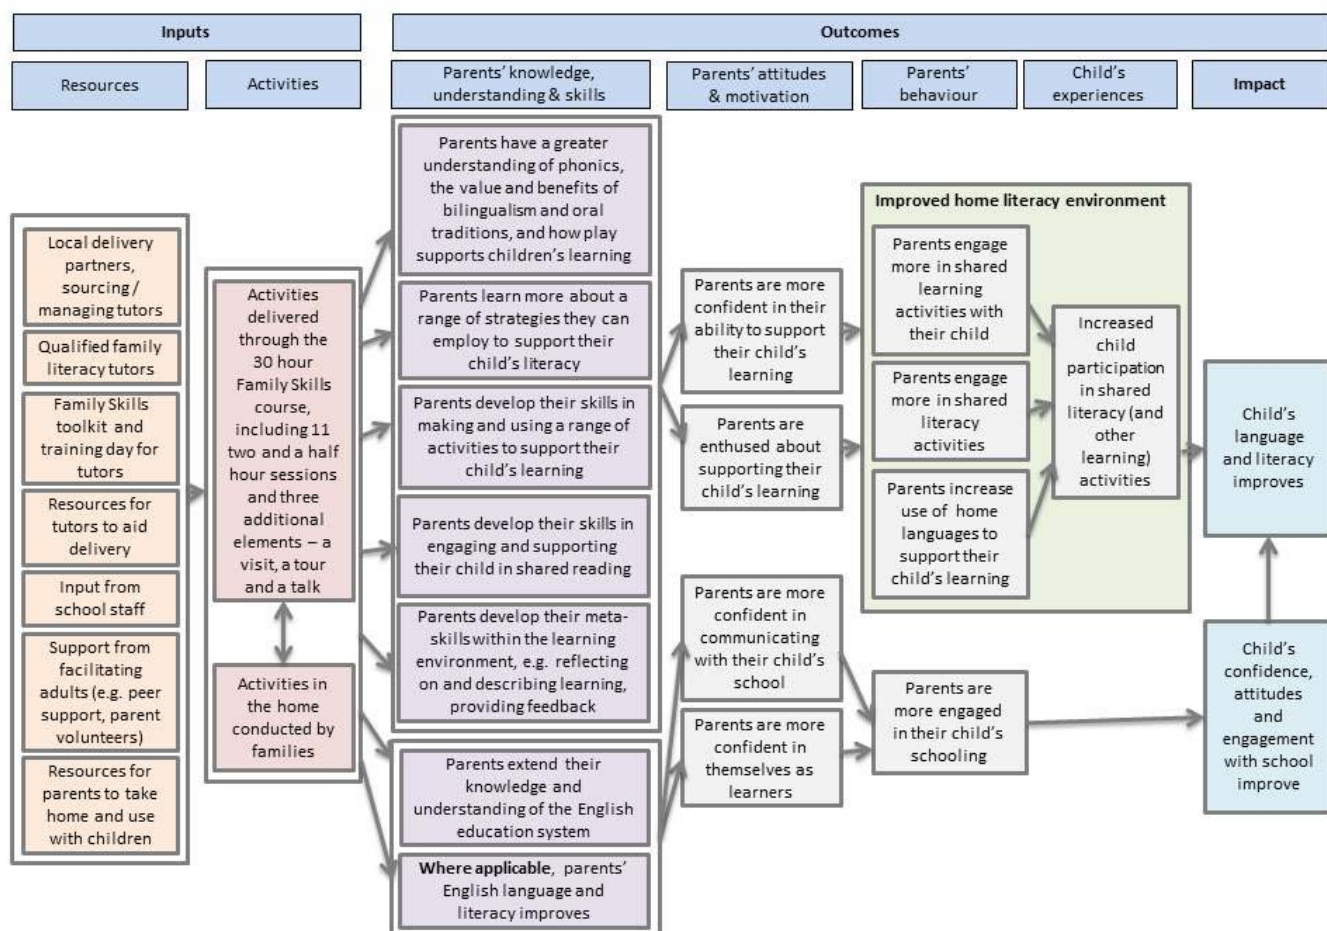 Inputs
Outcomes
Resources
Activities
Parents' knowledge,
understanding & skills
Parents' attitudes
& motivation
Parents'
behaviour
Child's
experiences
Impact
Local delivery
partners,
sourcing /
managing tutors
Qualified family
literacy tutors
Family Skills
toolkit and
training day for
tutors
Resources for
tutors to aid
delivery
Input from
school staff
Support from
facilitating
adults (e.g. peer
support, parent
volunteers)
Resources for
parents to take
home and use
with children
Activities
delivered
through the
30 hour
Family Skills
course,
including 11
two and a half
hour sessions
and three
additional
elements – a
visit, a tour
and a talk
Activities in
the home
conducted by
families
Parents have a greater
understanding of phonics,
the value and benefits of
bilingualism and oral
traditions, and how play
supports children's learning
Parents learn more about a
range of strategies they can
employ to support their
child's literacy
Parents develop their skills in
making and using a range of
activities to support their
child's learning
Parents develop their skills in
engaging and supporting
their child in shared reading
Parents develop their meta-
skills within the learning
environment, e.g. reflecting
on and describing learning,
providing feedback
Parents extend their
knowledge and
understanding of the English
education system
Where applicable, parents'
English language and
literacy improves
Parents are more
confident in their
ability to support
their child's
learning
Parents are
enthused about
supporting their
child's learning
Parents are more
confident in
communicating
with their child's
school
Parents are more
confident in
themselves as
learners
Improved home literacy environment
Parents engage
more in shared
learning
activities with
their child
Parents engage
more in shared
literacy
activities
Parents increase
use of home
languages to
support their
child's learning
Parents are
more engaged
in their child's
schooling
Increased
child
participation
in shared
literacy (and
other
learning)
activities
Child's
language
and literacy
improves
Child's
confidence,
attitudes
and
engagement
with school
improve